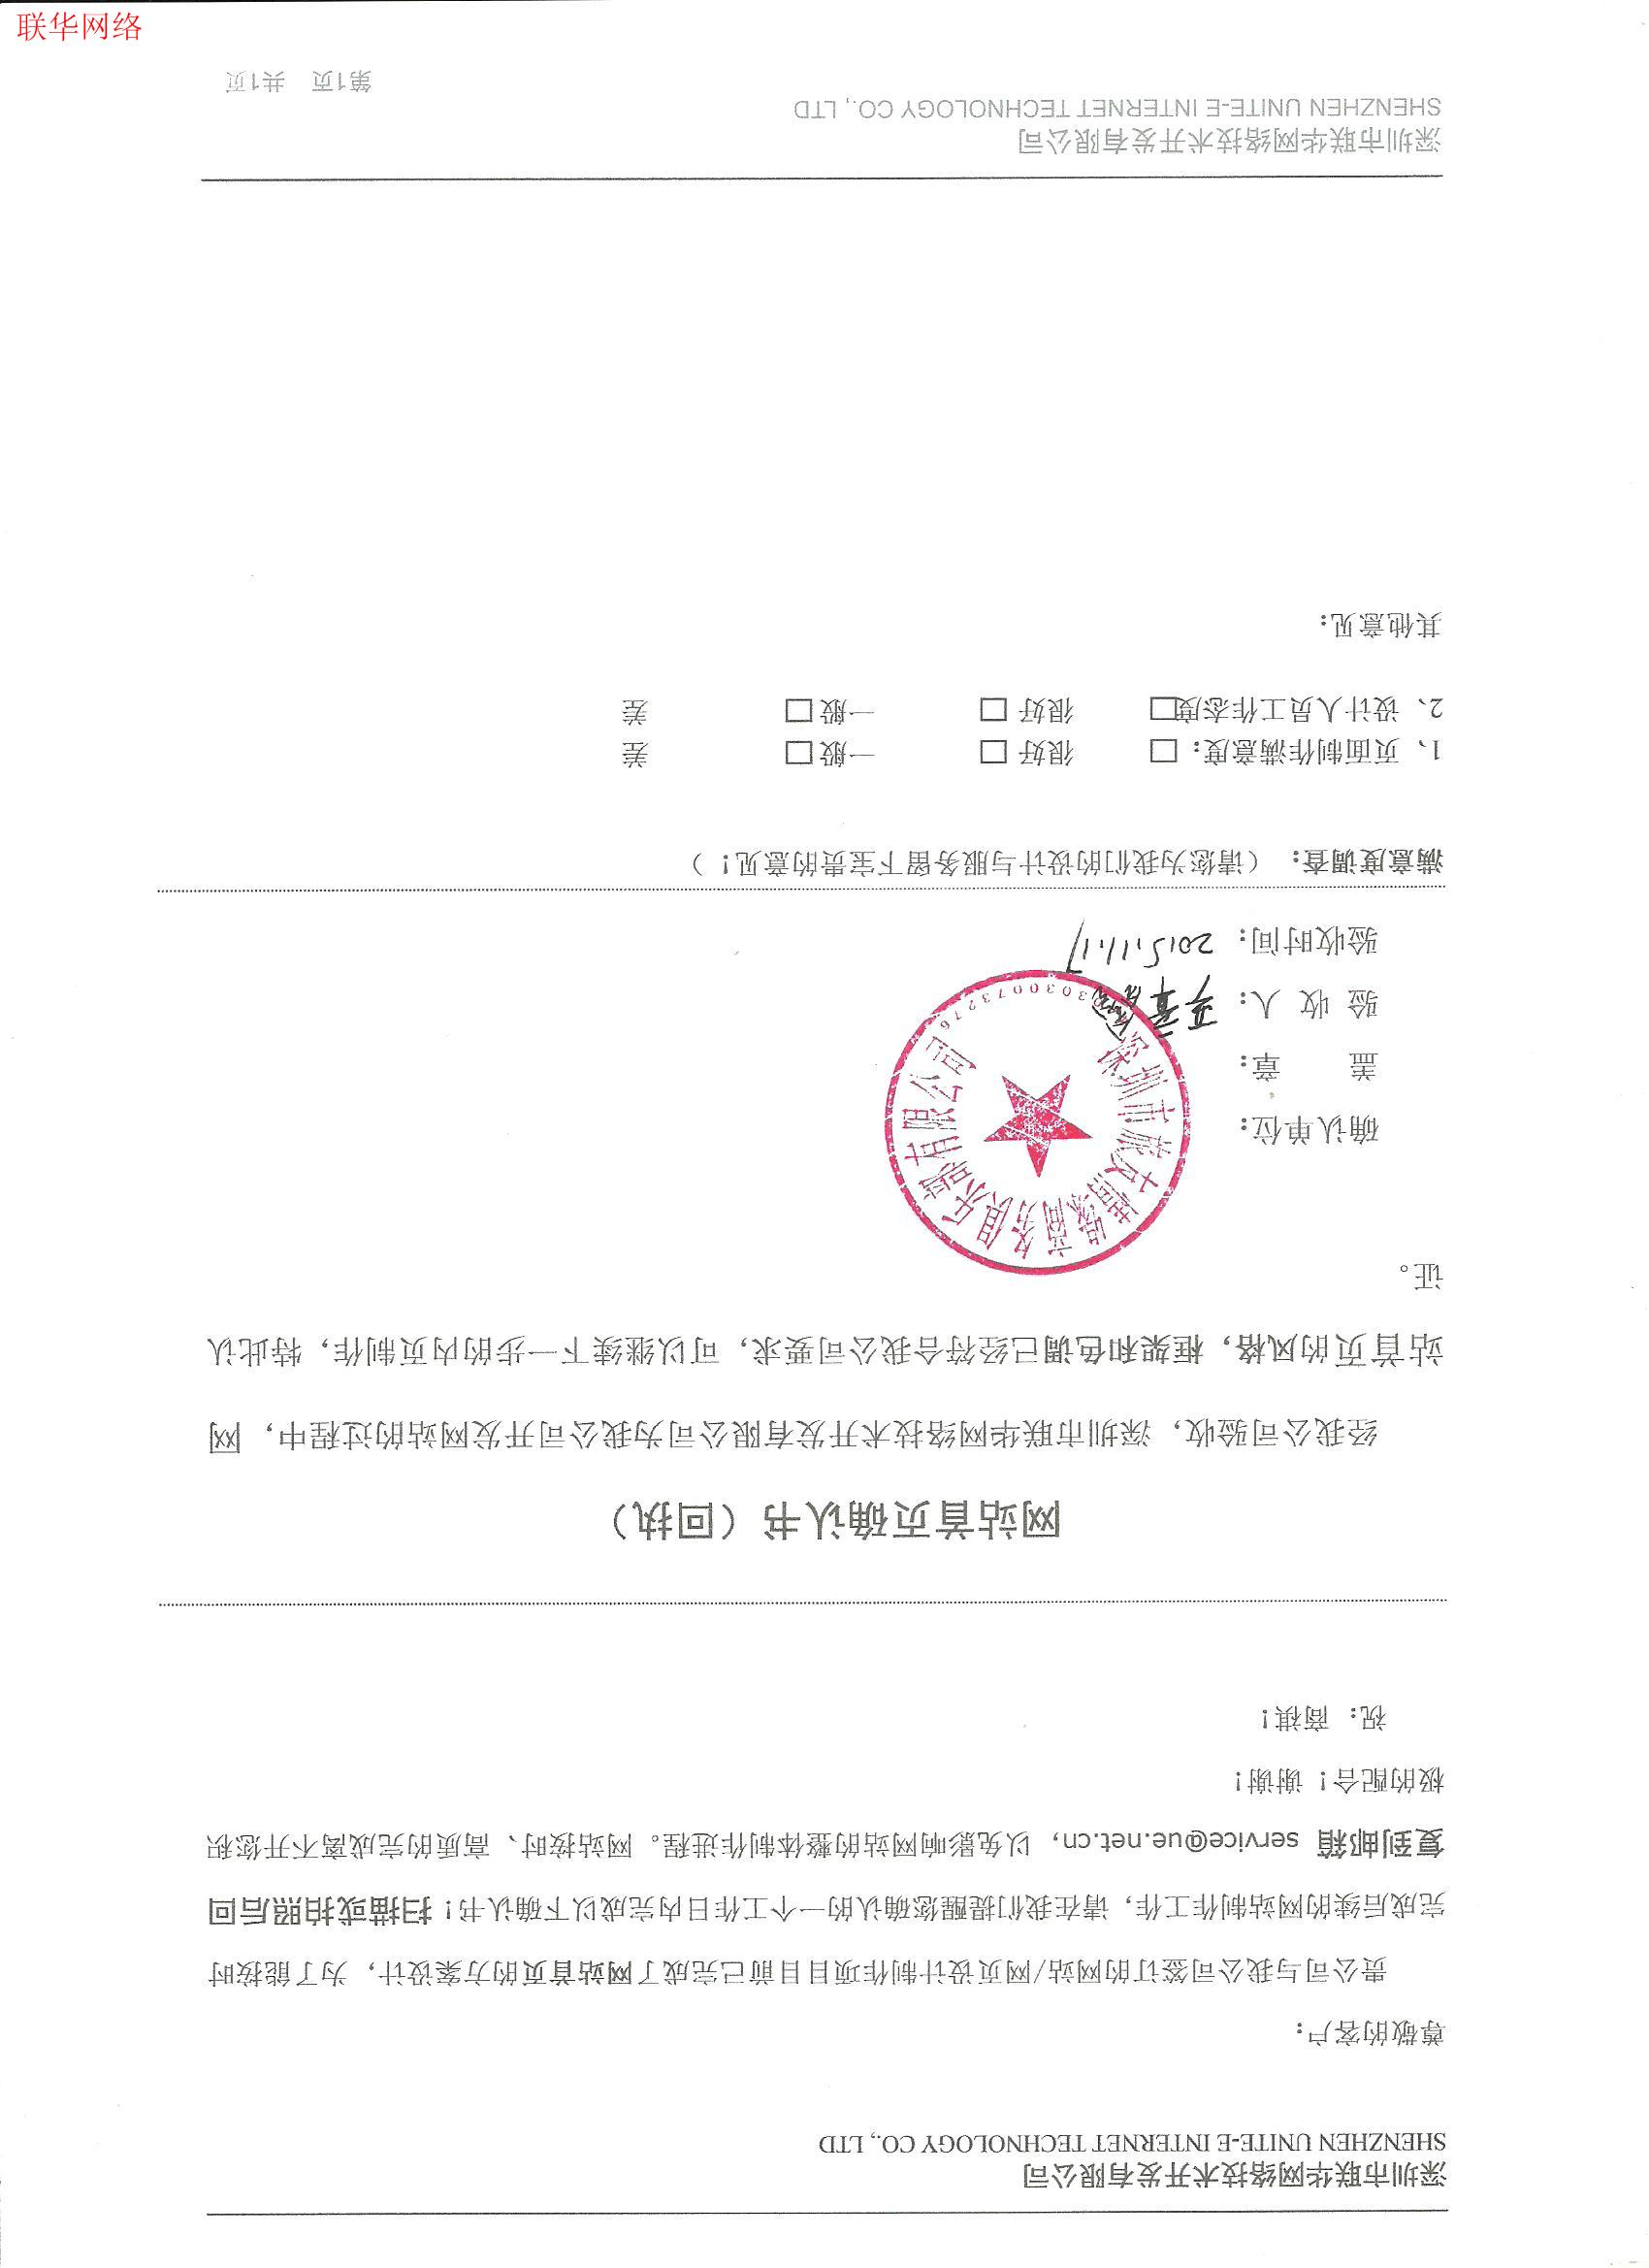 联华网络
深圳市联华网络技术开发有限公司
SHENZHEN UNITE-E INTERNET TECHNOLOGY CO., LTD
尊敬的客户：
贵公司与我公司签订的网站/网页设计制作项目目前已完成了网站首页的方案设计，为了能按时
完成后续的网站制作工作，请在我们提醒您确认的一个工作日内完成以下确认书！扫描或拍照后回
复到邮箱 service@ue.net.cn，以免影响网站的整体制作进程。网站按时、高质的完成离不开您积
极的配合！谢谢！
祝：商祺！
网站首页确认书（回执）
经我公司验收，深圳市联华网络技术开发有限公司为我公司开发网站的过程中，网
站首页的风格，框架和色调已经符合我公司要求，可以继续下一步的内页制作，特此认
证。
确认单位：
盖 章：
验 收 人：
验收时间：2015.11.17
商务俱乐部有限公司
深圳市
03030073276
满意度调查：（请您为我们的设计与服务留下宝贵的意见！）
1、页面制作满意度：□ 很好 □ 一般 □ 差
2、设计人员工作态度□ 很好 □ 一般 □ 差
其他意见：
深圳市联华网络技术开发有限公司
SHENZHEN UNITE-E INTERNET TECHNOLOGY CO., LTD
第1页 共1页